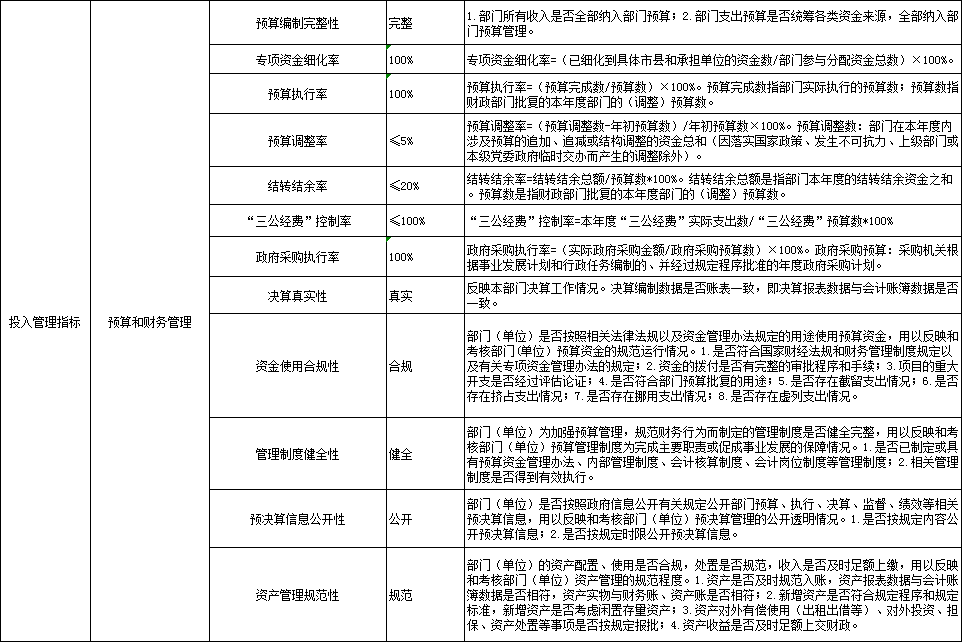 投入管理指标
预算和财务管理
预算编制完整性
完整
1.部门所有收入是否全部纳入部门预算；2.部门支出预算是否统筹各类资金来源，全部纳入部
门预算管理。
专项资金细化率
100%
专项资金细化率=（已细化到具体市县和承担单位的资金数/部门参与分配资金总数）×100%。
预算执行率
100%
预算执行率=（预算完成数/预算数）×100%。预算完成数指部门实际执行的预算数；预算数指
财政部门批复的本年度部门的（调整）预算数。
预算调整率
≤5%
预算调整率=（预算调整数-年初预算数）/年初预算数×100%。预算调整数：部门在本年度内
涉及预算的追加、追减或结构调整的资金总和（因落实国家政策、发生不可抗力、上级部门或
本级党委政府临时交办而产生的调整除外）。
结转结余率
≤20%
结转结余率=结转结余总额/预算数*100%。结转结余总额是指部门本年度的结转结余资金之和
。预算数是指财政部门批复的本年度部门的（调整）预算数。
“三公经费”控制率
≤100%
“三公经费”控制率=本年度“三公经费”实际支出数/“三公经费”预算数*100%
政府采购执行率
100%
政府采购执行率=（实际政府采购金额/政府采购预算数）×100%。政府采购预算：采购机关根
据事业发展计划和行政任务编制的、并经过规定程序批准的年度政府采购计划。
决算真实性
真实
反映本部门决算工作情况。决算编制数据是否账表一致，即决算报表数据与会计账簿数据是否
一致。
资金使用合规性
合规
部门（单位）是否按照相关法律法规以及资金管理办法规定的用途使用预算资金，用以反映和
考核部门(单位）预算资金的规范运行情况。1.是否符合国家财经法规和财务管理制度规定以
及有关专项资金管理办法的规定；2.资金的拨付是否有完整的审批程序和手续；3.项目的重大
开支是否经过评估论证；4.是否符合部门预算批复的用途；5.是否存在截留支出情况；6.是否
存在挤占支出情况；7.是否存在挪用支出情况；8.是否存在虚列支出情况。
管理制度健全性
健全
部门（单位）为加强预算管理，规范财务行为而制定的管理制度是否健全完整，用以反映和考
核部门（单位）预算管理制度为完成主要职责或促成事业发展的保障情况。1.是否已制定或具
有预算资金管理办法、内部管理制度、会计核算制度、会计岗位制度等管理制度；2.相关管理
制度是否得到有效执行。
预决算信息公开性
公开
部门（单位）是否按照政府信息公开有关规定公开部门预算、执行、决算、监督、绩效等相关
预决算信息，用以反映和考核部门（单位）预决算管理的公开透明情况。1.是否按规定内容公
开预决算信息；2.是否按规定时限公开预决算信息。
资产管理规范性
规范
部门（单位）的资产配置、使用是否合规，处置是否规范，收入是否及时足额上缴，用以反映
和考核部门（单位）资产管理的规范程度。1.资产是否及时规范入账，资产报表数据与会计账
簿数据是否相符，资产实物与财务账、资产账是否相符；2.新增资产是否符合规定程序和规定
标准，新增资产是否考虑闲置存量资产；3.资产对外有偿使用（出租出借等）、对外投资、担
保、资产处置等事项是否按规定报批；4.资产收益是否及时足额上交财政。